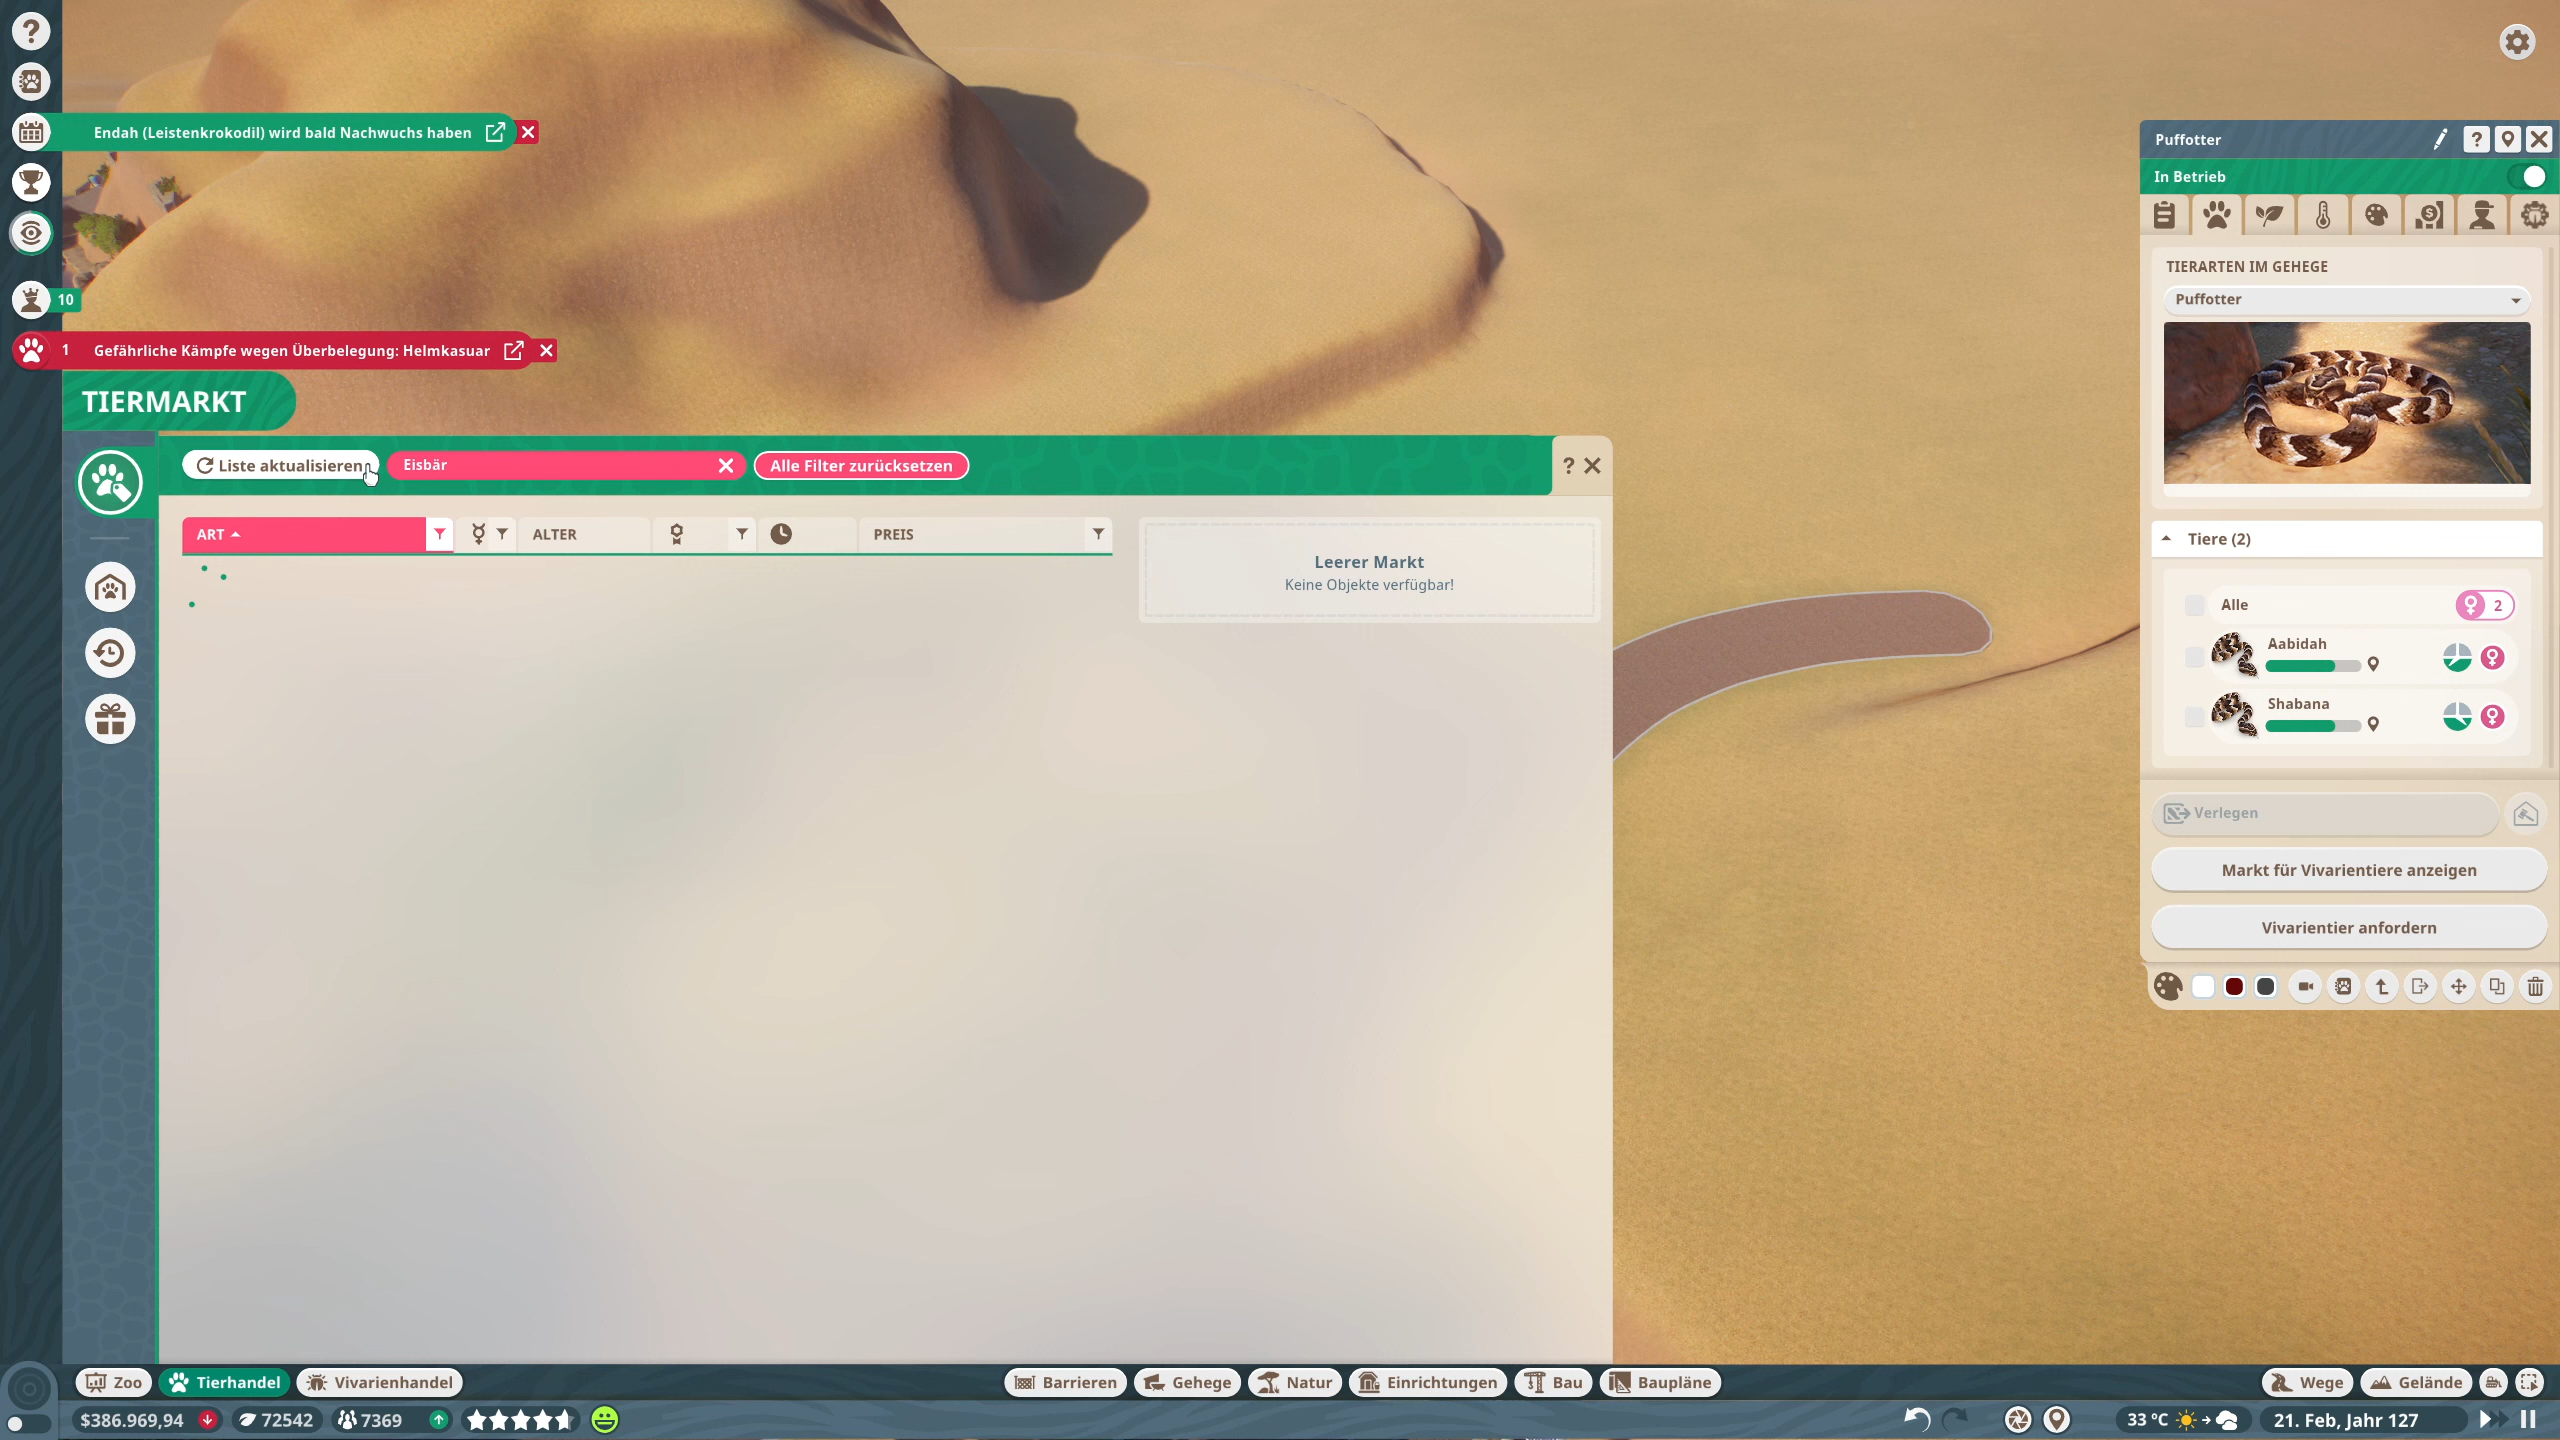 Endah (Leistenkrokodil) wird bald Nachwuchs haben
10
1 Gefährliche Kämpfe wegen Überbelegung: Helmkasuar
TIERMARKT
Liste aktualisieren
Eisbär
Alle Filter zurücksetzen
?
ART
ALTER
PREIS
Leerer Markt
Keine Objekte verfügbar!
Puffotter
?
In Betrieb
TIERARTEN IM GEHEGE
Puffotter
Tiere (2)
Alle
2
Aabidah
Shabana
Verlegen
Markt für Vivarientiere anzeigen
Vivarientier anfordern
Zoo
Tierhandel
Vivarienhandel
Barrieren
Gehege
Natur
Einrichtungen
Bau
Baupläne
Wege
Gelände
$386.969,94
72542
7369
33 °C
21. Feb, Jahr 127